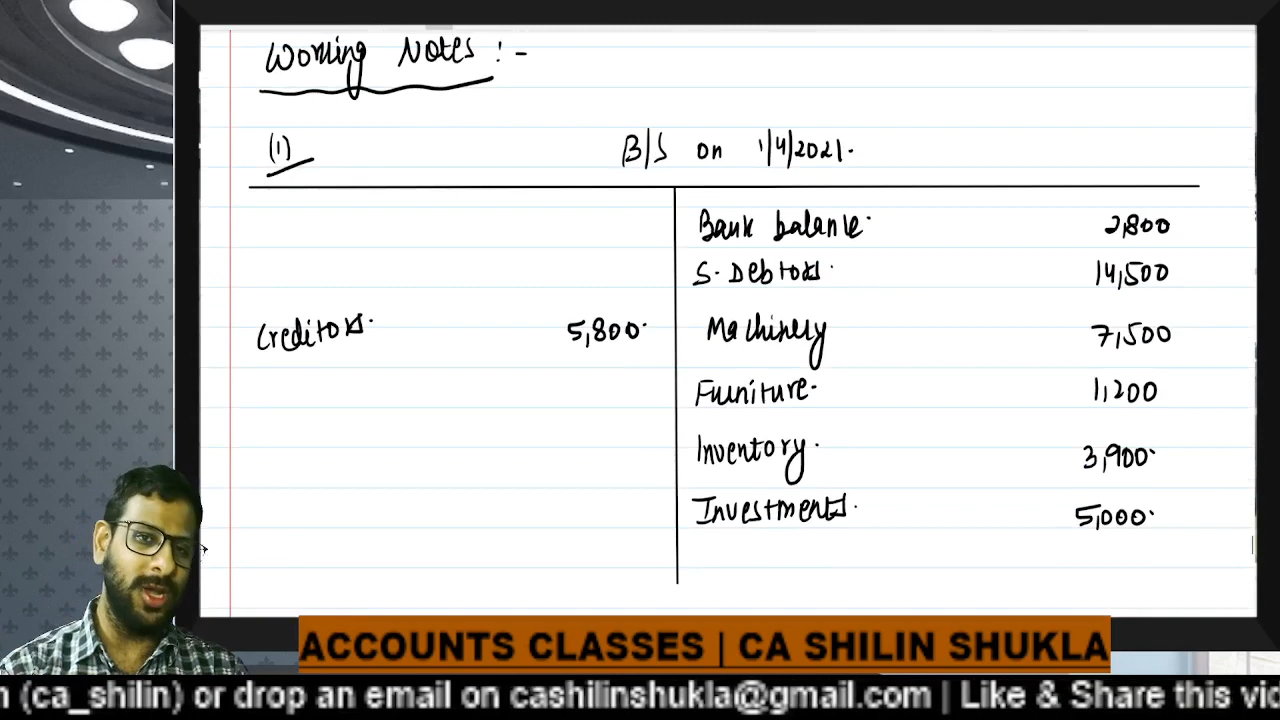 Working Notes :-
(1) B/S on 1/4/2021.
Bank balance. 2,800
S. Debtors. 14,500
Creditors. 5,800. Machinery 7,500
Furniture. 1,200
Inventory. 3,900.
Investments. 5,000.
ACCOUNTS CLASSES | CA SHILIN SHUKLA
(ca_shilin) or drop an email on cashilinshukla@gmail.com | Like & Share this